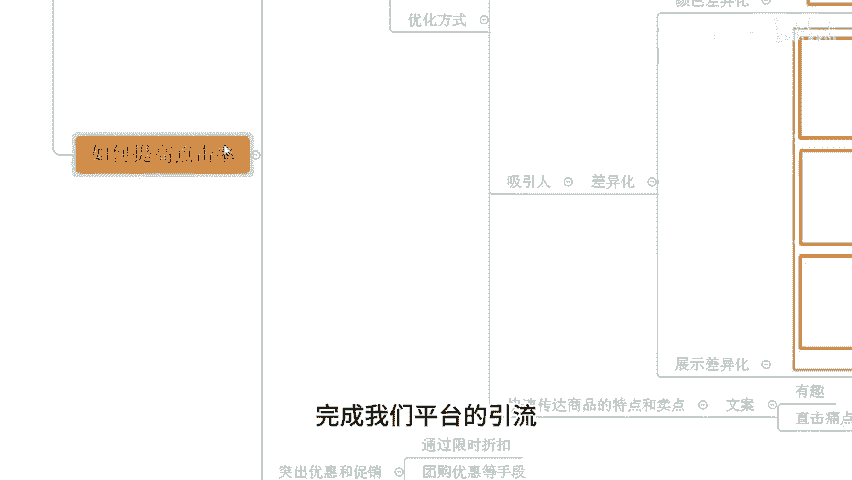 颜色差异化
优化方式
如何提高点击率
吸引人 差异化
展示差异化
有趣
快速传达商品的特点和卖点 文案
直击痛点
完成我们平台的引流
通过限时折扣
突出优惠和促销 团购优惠等手段